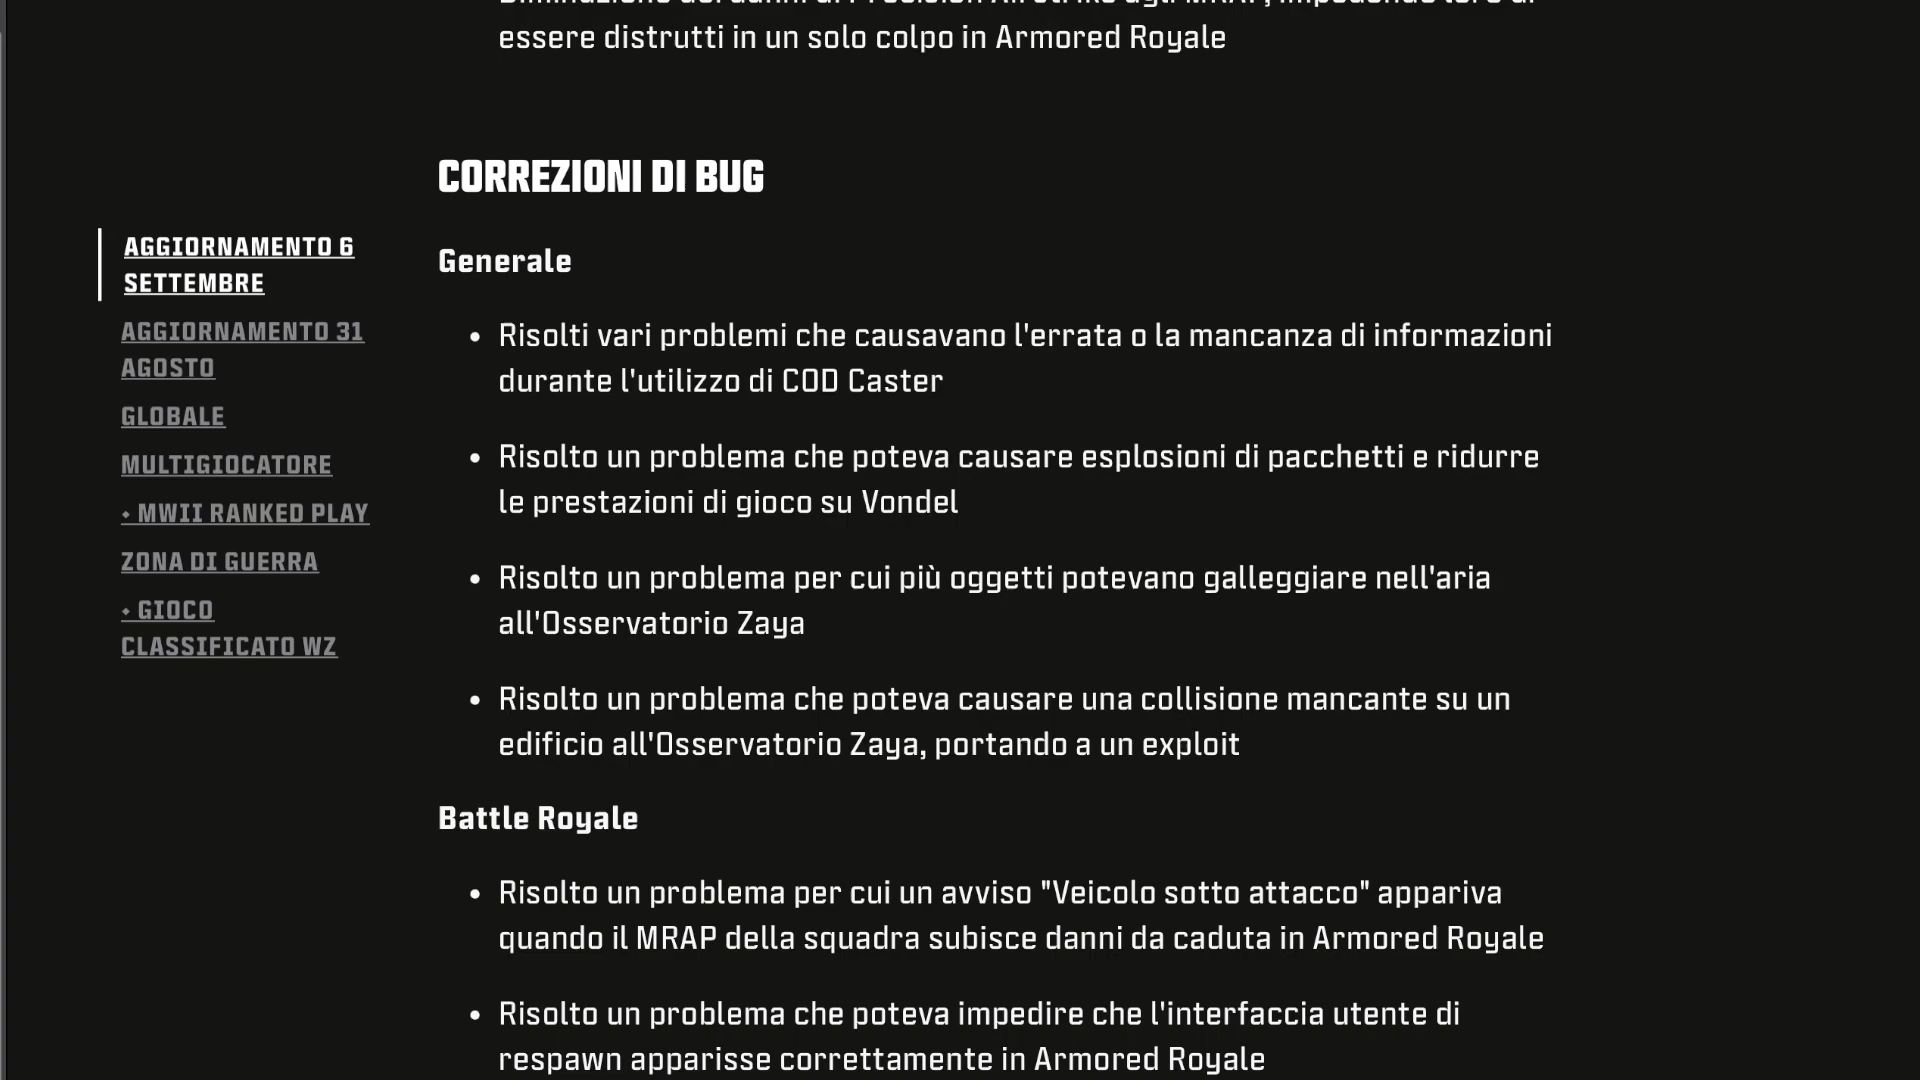 essere distrutti in un solo colpo in Armored Royale
CORREZIONI DI BUG
AGGIORNAMENTO 6
SETTEMBRE
AGGIORNAMENTO 31
AGOSTO
GLOBALE
MULTIGIOCATORE
• MWII RANKED PLAY
ZONA DI GUERRA
• GIOCO
CLASSIFICATO WZ
Generale
• Risolti vari problemi che causavano l'errata o la mancanza di informazioni
durante l'utilizzo di COD Caster
• Risolto un problema che poteva causare esplosioni di pacchetti e ridurre
le prestazioni di gioco su Vondel
• Risolto un problema per cui più oggetti potevano galleggiare nell'aria
all'Osservatorio Zaya
• Risolto un problema che poteva causare una collisione mancante su un
edificio all'Osservatorio Zaya, portando a un exploit
Battle Royale
• Risolto un problema per cui un avviso "Veicolo sotto attacco" appariva
quando il MRAP della squadra subisce danni da caduta in Armored Royale
• Risolto un problema che poteva impedire che l'interfaccia utente di
respawn apparisse correttamente in Armored Royale